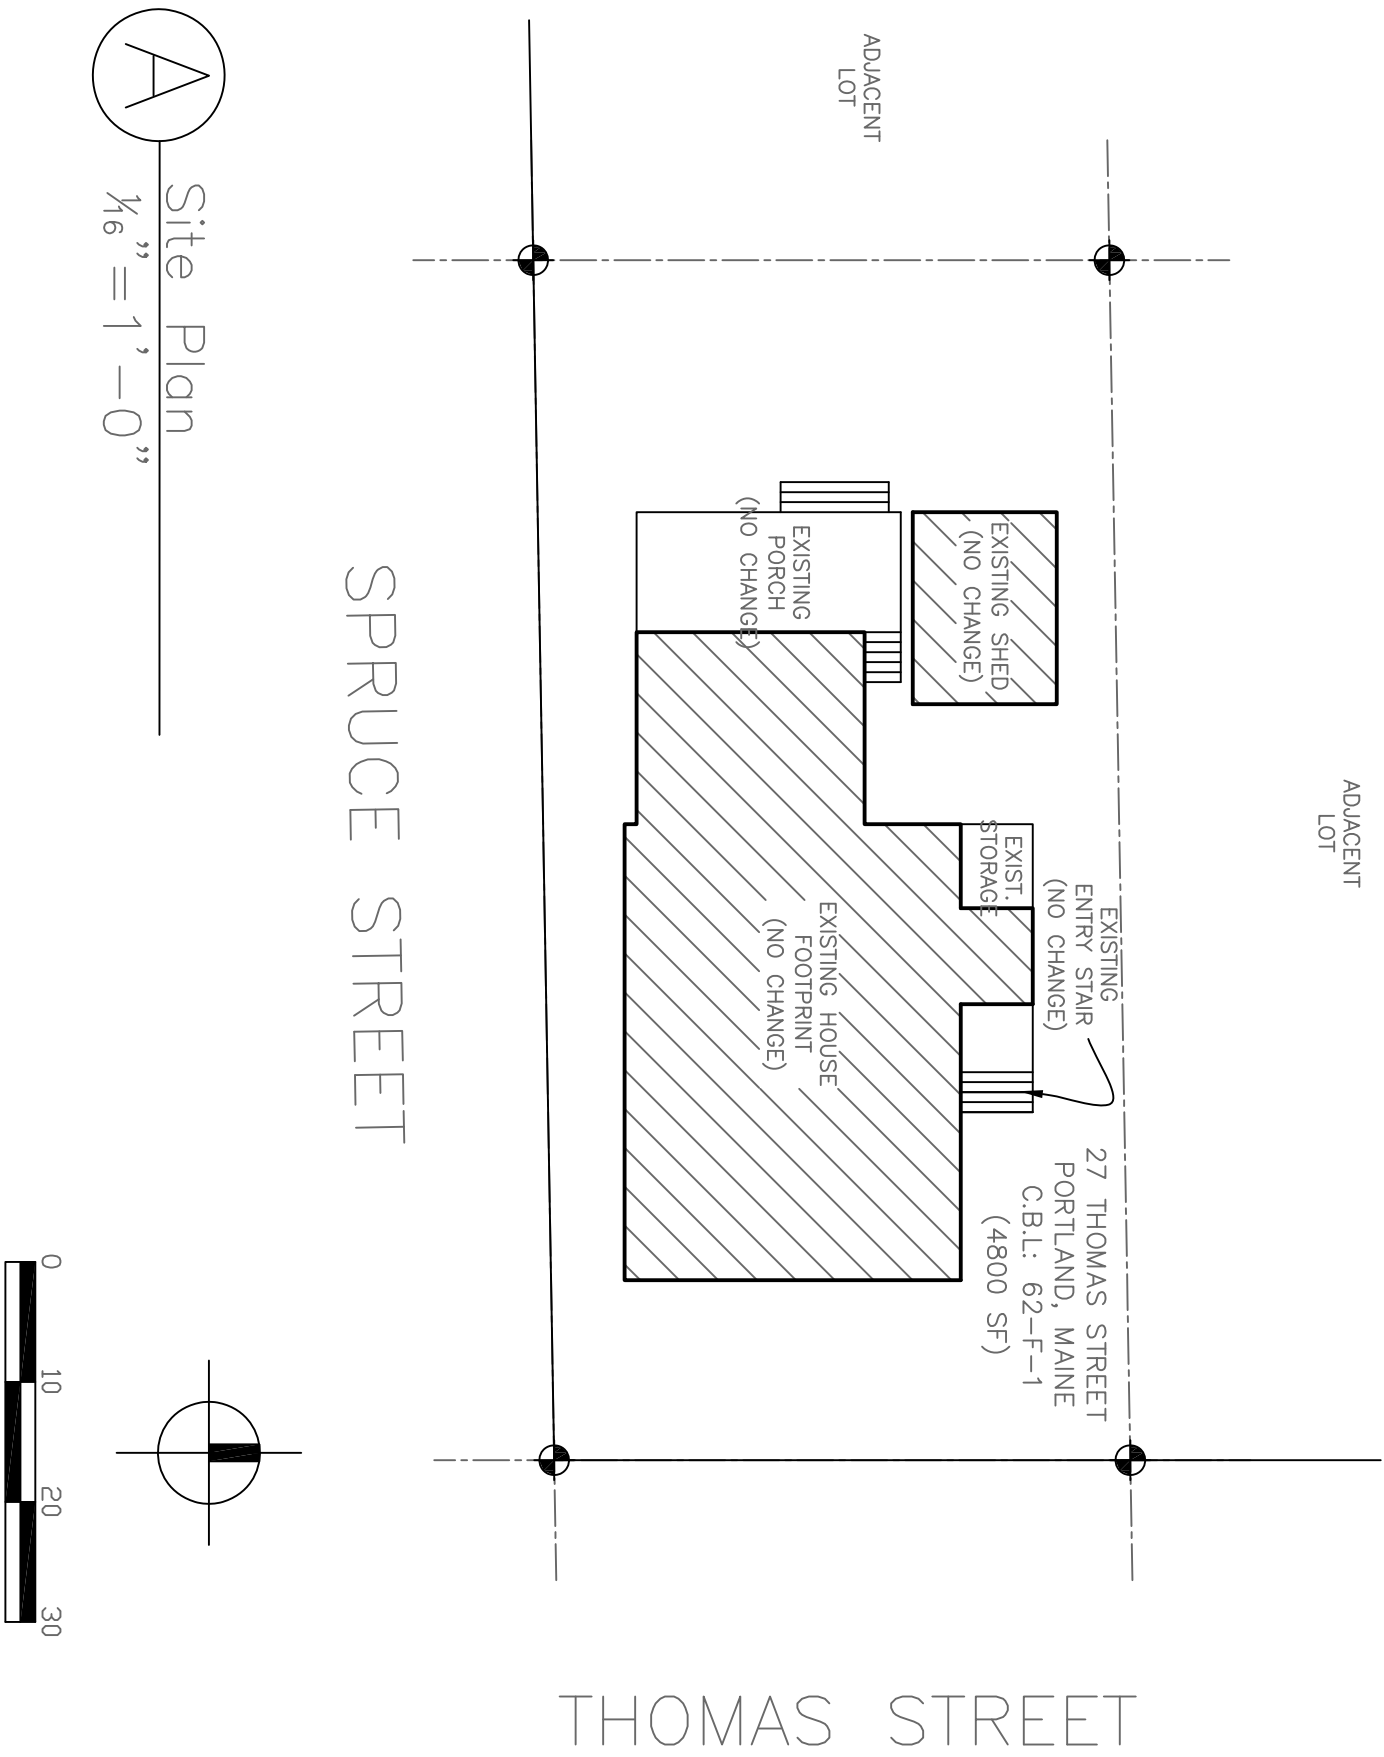 ADJACENT
LOT
ADJACENT
LOT
EXISTING SHED
(NO CHANGE)
EXISTING
PORCH
(NO CHANGE)
EXIST.
STORAGE
EXISTING
ENTRY STAIR
(NO CHANGE)
EXISTING HOUSE
FOOTPRINT
(NO CHANGE)
27 THOMAS STREET
PORTLAND, MAINE
C.B.L: 62-F-1
(4800 SF)
THOMAS STREET
SPRUCE STREET
A
Site Plan
1/16"=1'-0"
0 10 20 30